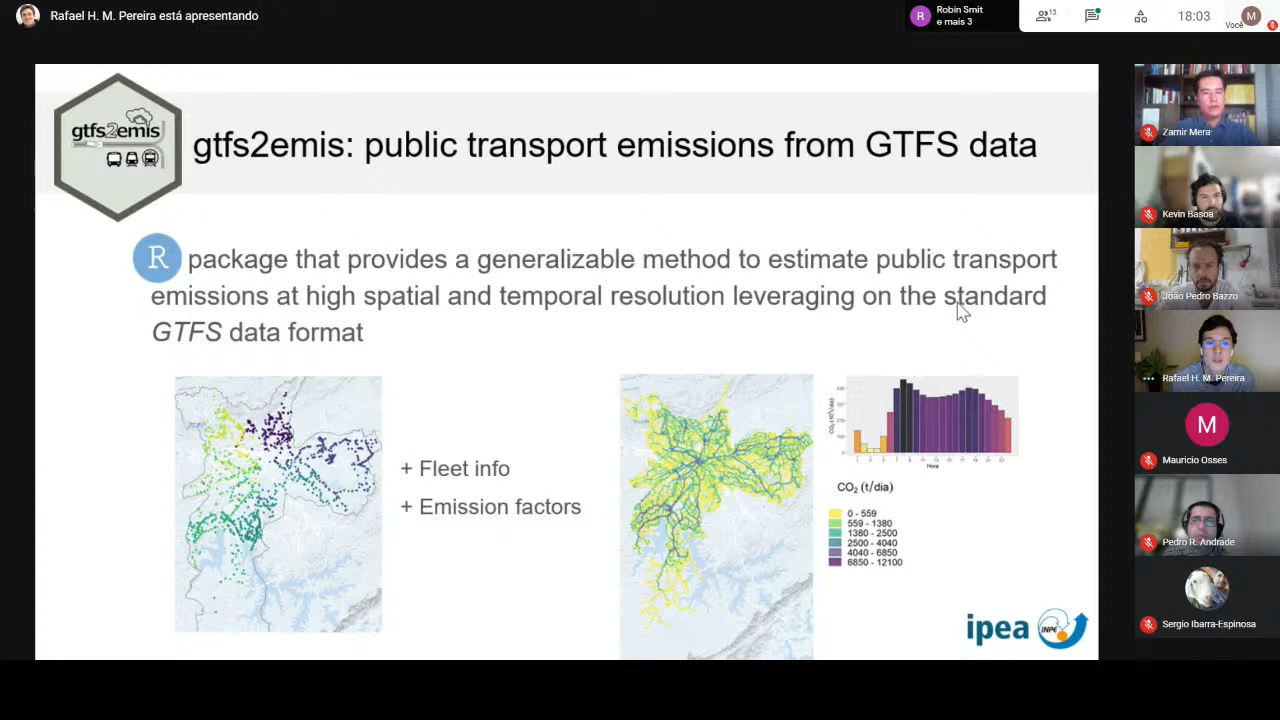 Rafael H. M. Pereira está apresentando
R
Robin Smit
e mais 3
13
18:03
M
Você
gtfs2emis
gtfs2emis: public transport emissions from GTFS data
R package that provides a generalizable method to estimate public transport
emissions at high spatial and temporal resolution leveraging on the standard
GTFS data format
+ Fleet info
+ Emission factors
Hora
CO₂ (t/dia)
0 - 559
559 - 1380
1380 - 2500
2500 - 4040
4040 - 6850
6850 - 12100
ipea
INPE
Zamir Mera
Kevin Basoa
João Pedro Bazzo
Rafael H. M. Pereira
M
Mauricio Osses
Pedro R. Andrade
Sergio Ibarra-Espinosa